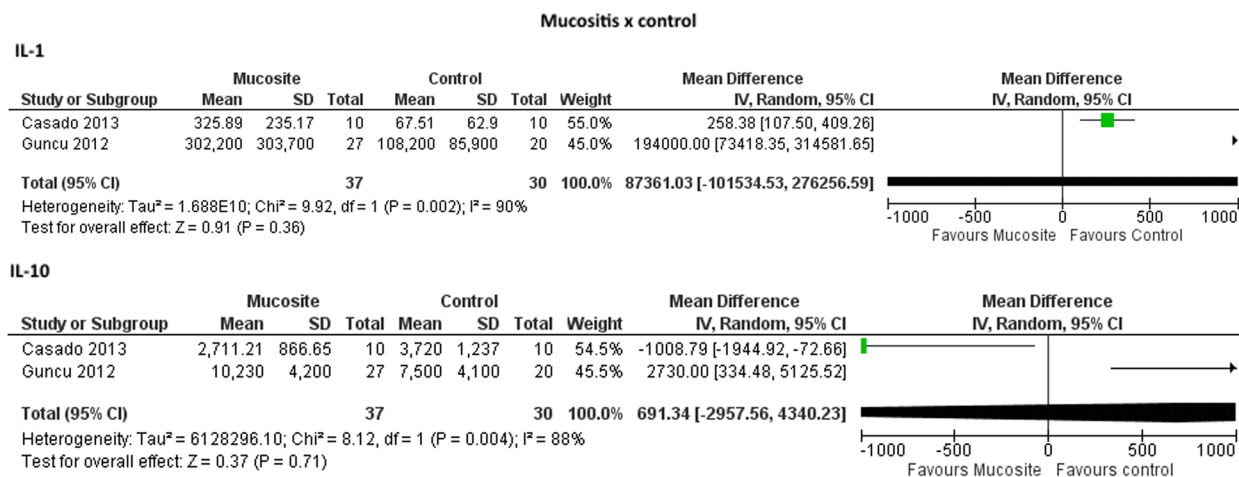 Mucositis x control
IL-1
Mucosite Control Mean Difference Mean Difference
Study or Subgroup Mean SD Total Mean SD Total Weight IV, Random, 95% CI IV, Random, 95% CI
Casado 2013 325.89 235.17 10 67.51 62.9 10 55.0% 258.38 [107.50, 409.26]
Guncu 2012 302,200 303,700 27 108,200 85,900 20 45.0% 194000.00 [73418.35, 314581.65]
Total (95% CI) 37 30 100.0% 87361.03 [-101534.53, 276256.59]
Heterogeneity: Tau² = 1.688E10; Chi² = 9.92, df = 1 (P = 0.002); I² = 90%
Test for overall effect: Z = 0.91 (P = 0.36)
-1000 -500 0 500 1000
Favours Mucosite Favours Control
IL-10
Mucosite Control Mean Difference Mean Difference
Study or Subgroup Mean SD Total Mean SD Total Weight IV, Random, 95% CI IV, Random, 95% CI
Casado 2013 2,711.21 866.65 10 3,720 1,237 10 54.5% -1008.79 [-1944.92, -72.66]
Guncu 2012 10,230 4,200 27 7,500 4,100 20 45.5% 2730.00 [334.48, 5125.52]
Total (95% CI) 37 30 100.0% 691.34 [-2957.56, 4340.23]
Heterogeneity: Tau² = 6128296.10; Chi² = 8.12, df = 1 (P = 0.004); I² = 88%
Test for overall effect: Z = 0.37 (P = 0.71)
-1000 -500 0 500 1000
Favours Mucosite Favours control